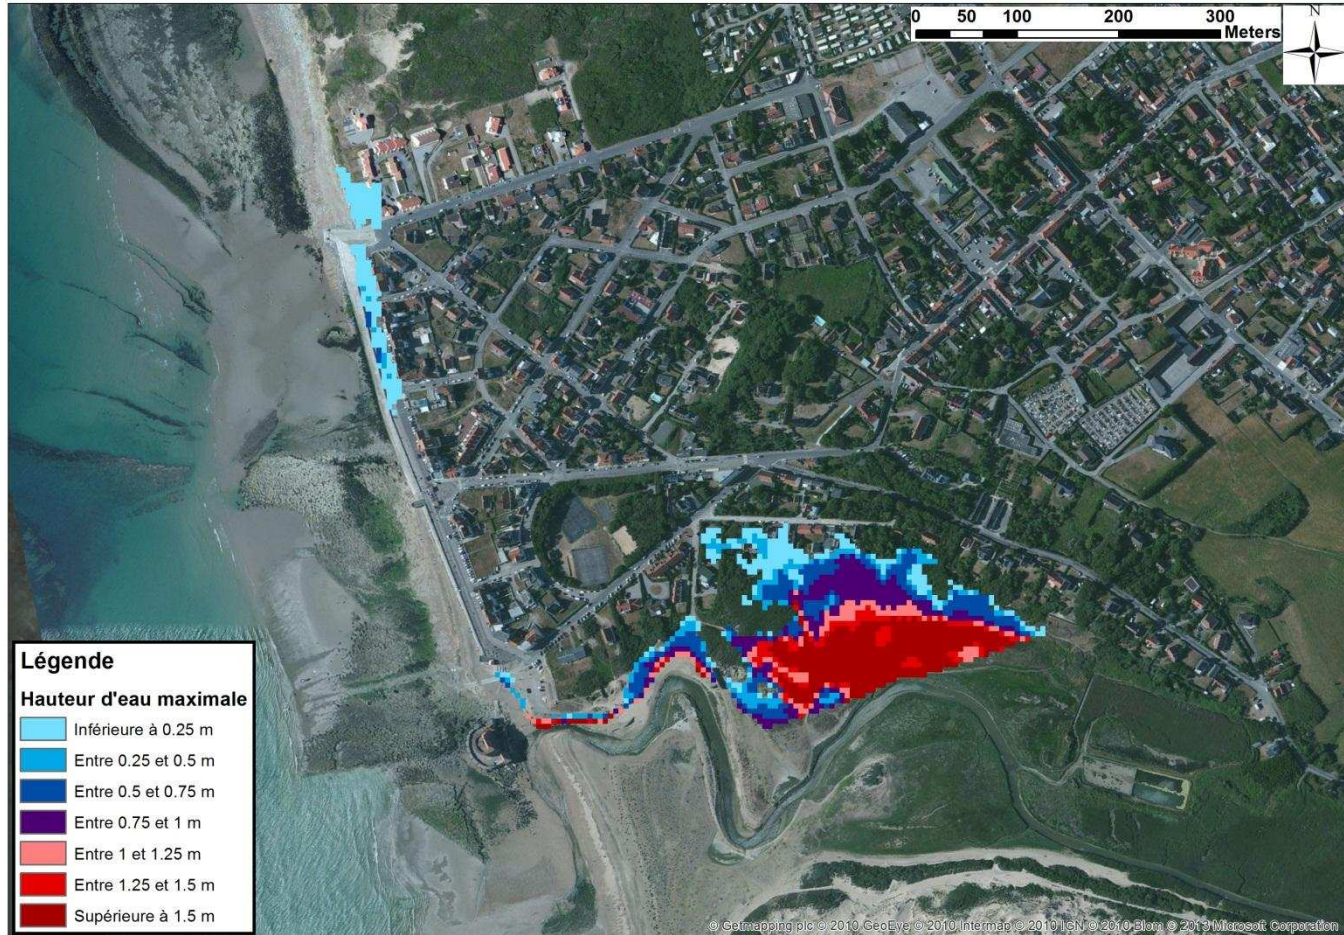 0 50 100 200 300
Meters
N
Légende
Hauteur d'eau maximale
Inférieure à 0.25 m
Entre 0.25 et 0.5 m
Entre 0.5 et 0.75 m
Entre 0.75 et 1 m
Entre 1 et 1.25 m
Entre 1.25 et 1.5 m
Supérieure à 1.5 m
© Getmapping plc © 2010 GeoEye © 2010 Intermap © 2010 IGN © 2010 Blom © 2013 Microsoft Corporation